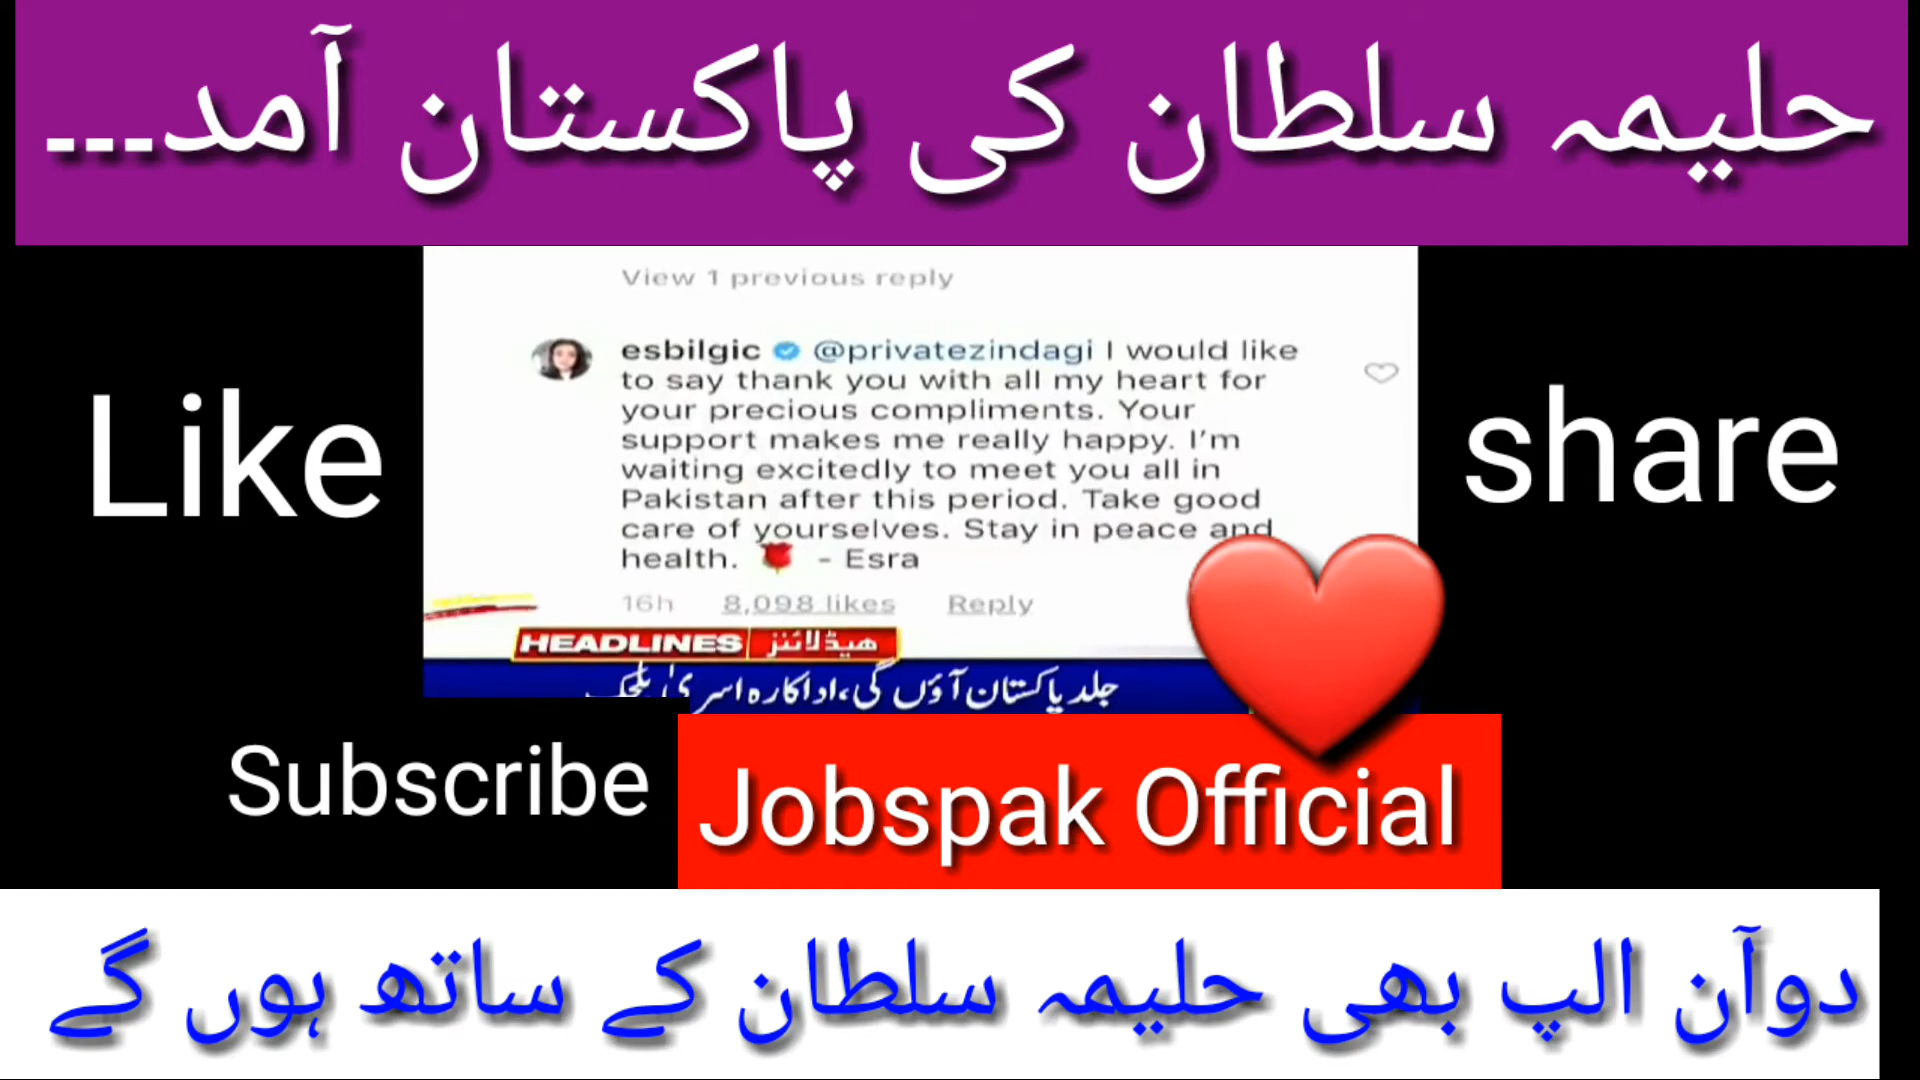 حلیمہ سلطان کی پاکستان آمد---
View 1 previous reply
esbilgic @privatezindagi I would like
to say thank you with all my heart for
your precious compliments. Your
support makes me really happy. I'm
waiting excitedly to meet you all in
Pakistan after this period. Take good
care of yourselves. Stay in peace and
health. 🌹 - Esra
16h 8,098 likes Reply
Like
share
HEADLINES ھیڈلائنز
جلد پاکستان آؤں گی، اداکارہ اسریٰ بلجک
Subscribe
Jobspak Official
دوآن الپ بھی حلیمہ سلطان کے ساتھ ہوں گے